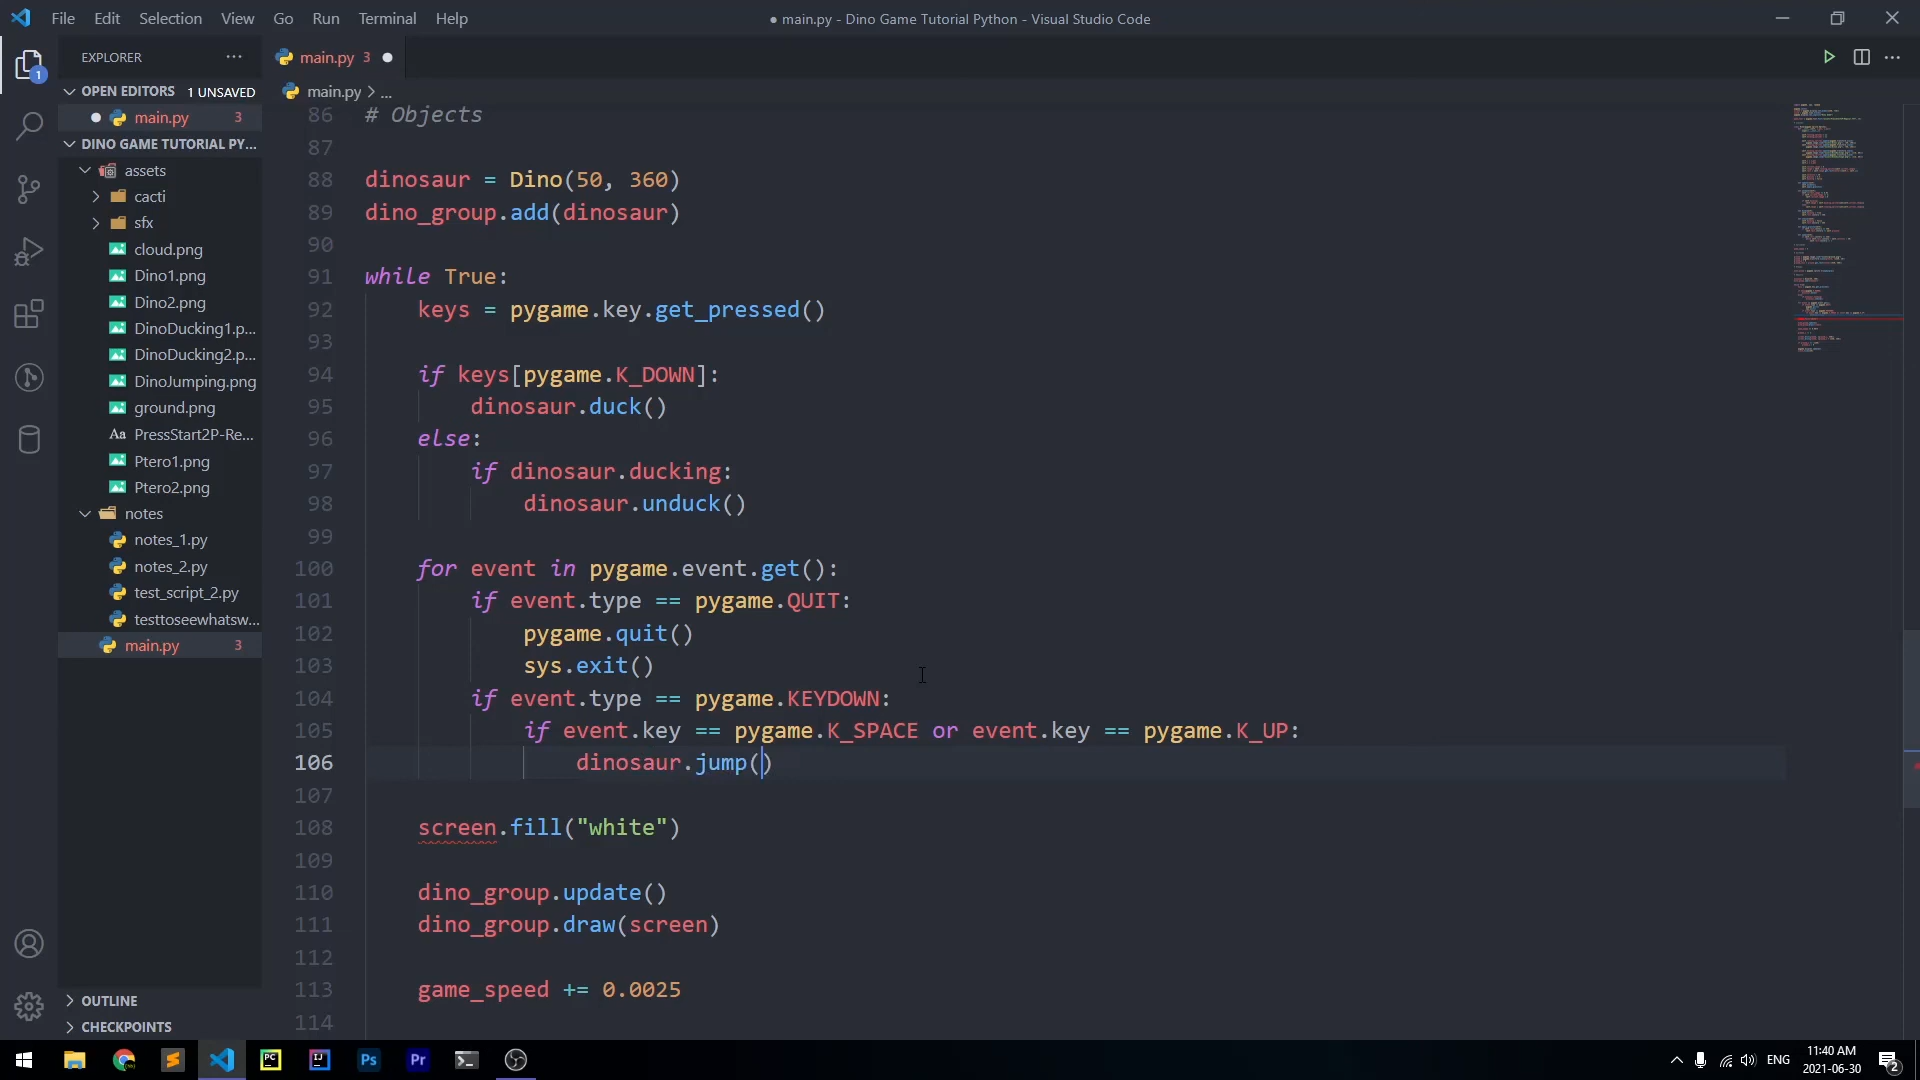 File Edit Selection View Go Run Terminal Help
● main.py - Dino Game Tutorial Python - Visual Studio Code
EXPLORER
main.py 3
OPEN EDITORS 1 UNSAVED
main.py 3
DINO GAME TUTORIAL PY...
assets
cacti
sfx
cloud.png
Dino1.png
Dino2.png
DinoDucking1.p...
DinoDucking2.p...
DinoJumping.png
ground.png
PressStart2P-Re...
Ptero1.png
Ptero2.png
notes
notes_1.py
notes_2.py
test_script_2.py
testtoseewhatsw...
main.py 3
OUTLINE
CHECKPOINTS
1
main.py > ...
86 # Objects
87
88 dinosaur = Dino(50, 360)
89 dino_group.add(dinosaur)
90
91 while True:
92 keys = pygame.key.get_pressed()
93
94 if keys[pygame.K_DOWN]:
95 dinosaur.duck()
96 else:
97 if dinosaur.ducking:
98 dinosaur.unduck()
99
100 for event in pygame.event.get():
101 if event.type == pygame.QUIT:
102 pygame.quit()
103 sys.exit()
104 if event.type == pygame.KEYDOWN:
105 if event.key == pygame.K_SPACE or event.key == pygame.K_UP:
106 dinosaur.jump()
107
108 screen.fill("white")
109
110 dino_group.update()
111 dino_group.draw(screen)
112
113 game_speed += 0.0025
114
PC
IJ
Ps
Pr
ENG
11:40 AM
2021-06-30
2